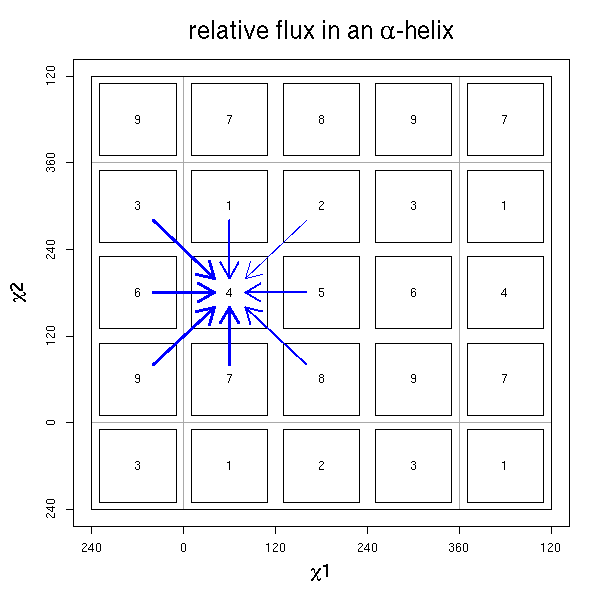 relative flux in an α-helix
120
9 7 8 9 7
360
3 1 2 3 1
240
6 4 5 6 4
χ2
120
9 7 8 9 7
0
3 1 2 3 1
240
240 0 120 240 360 120
χ1